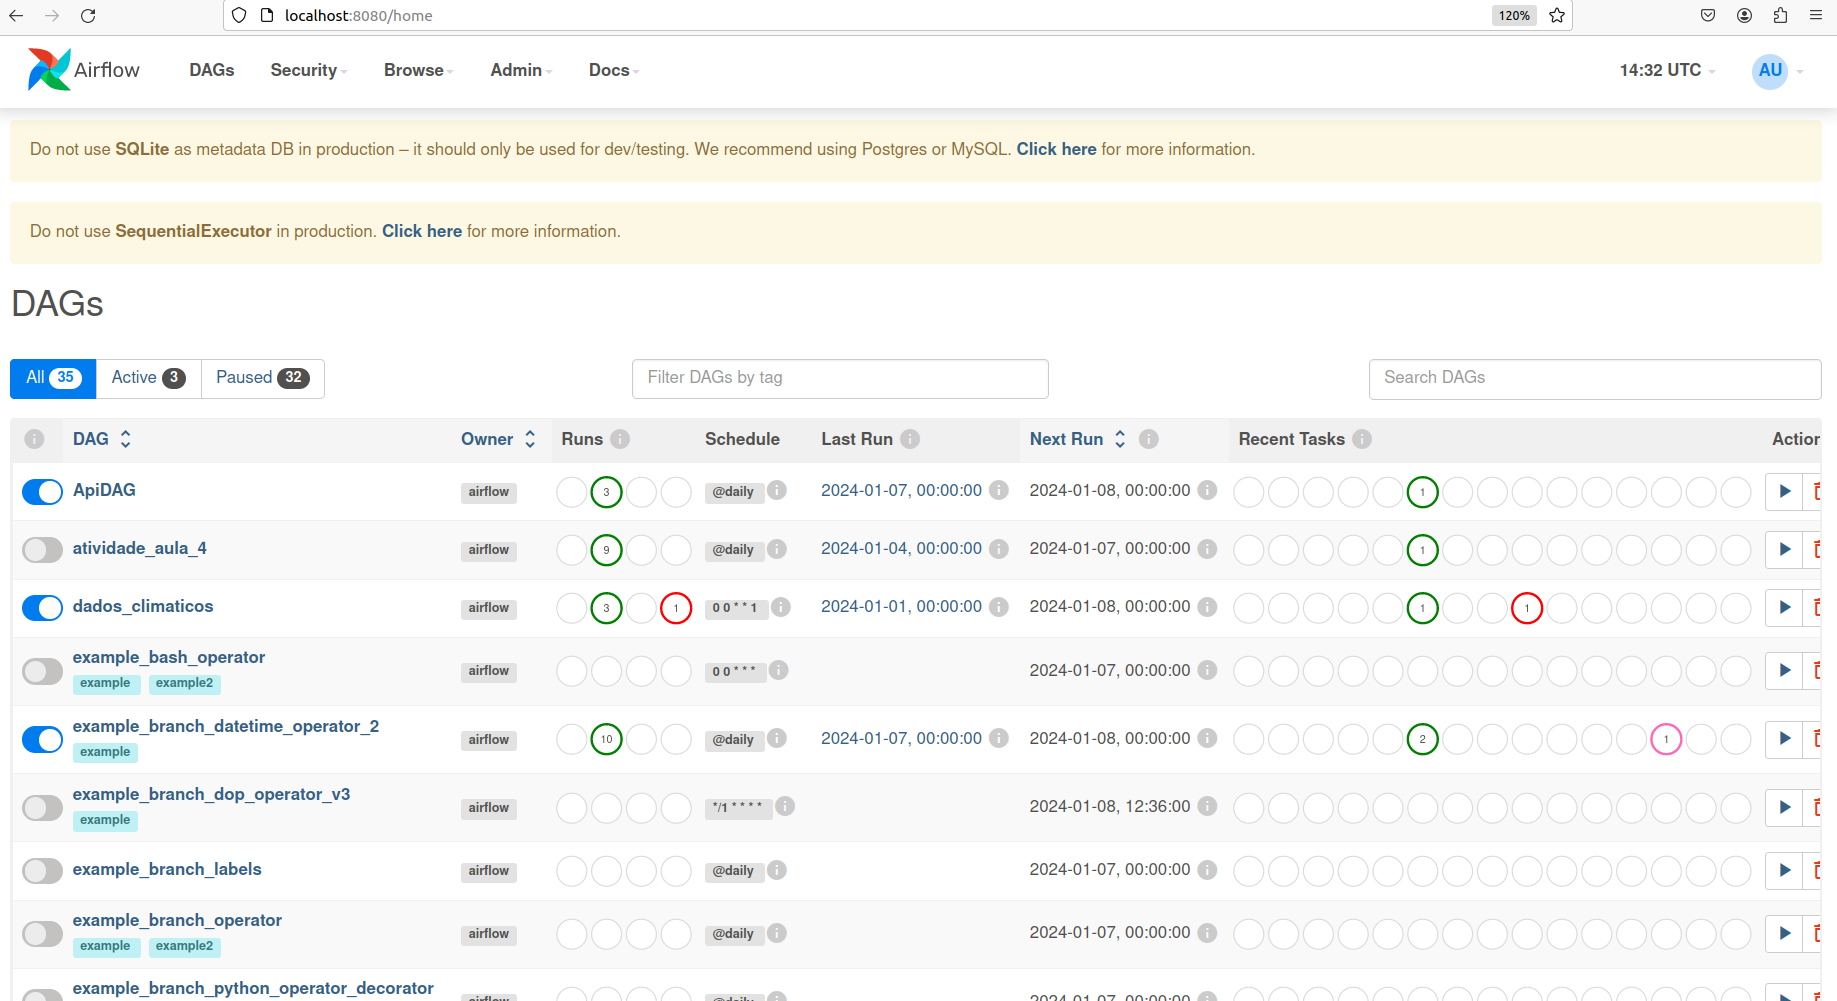 localhost:8080/home 120%
Airflow DAGs Security Browse Admin Docs 14:32 UTC AU
Do not use SQLite as metadata DB in production – it should only be used for dev/testing. We recommend using Postgres or MySQL. Click here for more information.
Do not use SequentialExecutor in production. Click here for more information.
DAGs
All 35 Active 3 Paused 32 Filter DAGs by tag Search DAGs
DAG Owner Runs Schedule Last Run Next Run Recent Tasks Action
ApiDAG airflow 3 @daily 2024-01-07, 00:00:00 2024-01-08, 00:00:00 1
atividade_aula_4 airflow 9 @daily 2024-01-04, 00:00:00 2024-01-07, 00:00:00 1
dados_climaticos airflow 3 1 0 0 * * 1 2024-01-01, 00:00:00 2024-01-08, 00:00:00 1 1
example_bash_operator airflow 0 0 * * * 2024-01-07, 00:00:00
example example2
example_branch_datetime_operator_2 airflow 10 @daily 2024-01-07, 00:00:00 2024-01-08, 00:00:00 2 1
example
example_branch_dop_operator_v3 airflow */1 * * * * 2024-01-08, 12:36:00
example
example_branch_labels airflow @daily 2024-01-07, 00:00:00
example_branch_operator airflow @daily 2024-01-07, 00:00:00
example example2
example_branch_python_operator_decorator airflow @daily 2024-01-07, 00:00:00